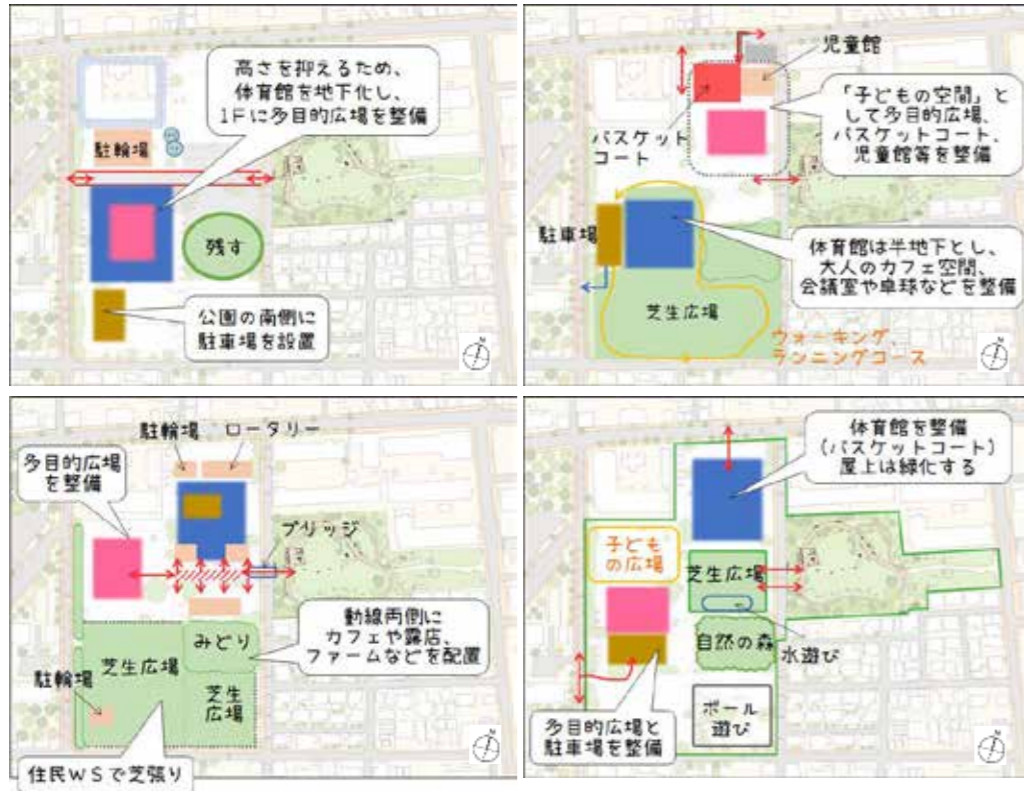 高さを抑えるため、
体育館を地下化し、
1Fに多目的広場を整備
駐輪場
残す
公園の南側に
駐車場を設置
N
児童館
バスケット
コート
「子どもの空間」と
して多目的広場、
バスケットコート、
児童館等を整備
駐車場
体育館は半地下とし、
大人のカフェ空間、
会議室や卓球などを整備
芝生広場
ウォーキング、
ランニングコース
N
駐輪場
ロータリー
多目的広場
を整備
ブリッジ
動線両側に
カフェや露店、
ファームなどを配置
みどり
芝生広場
駐輪場
芝生
広場
住民WSで芝張り
N
体育館を整備
(バスケットコート)
屋上は緑化する
子ども
の広場
芝生広場
自然の森
水遊び
ボール
遊び
多目的広場と
駐車場を整備
N